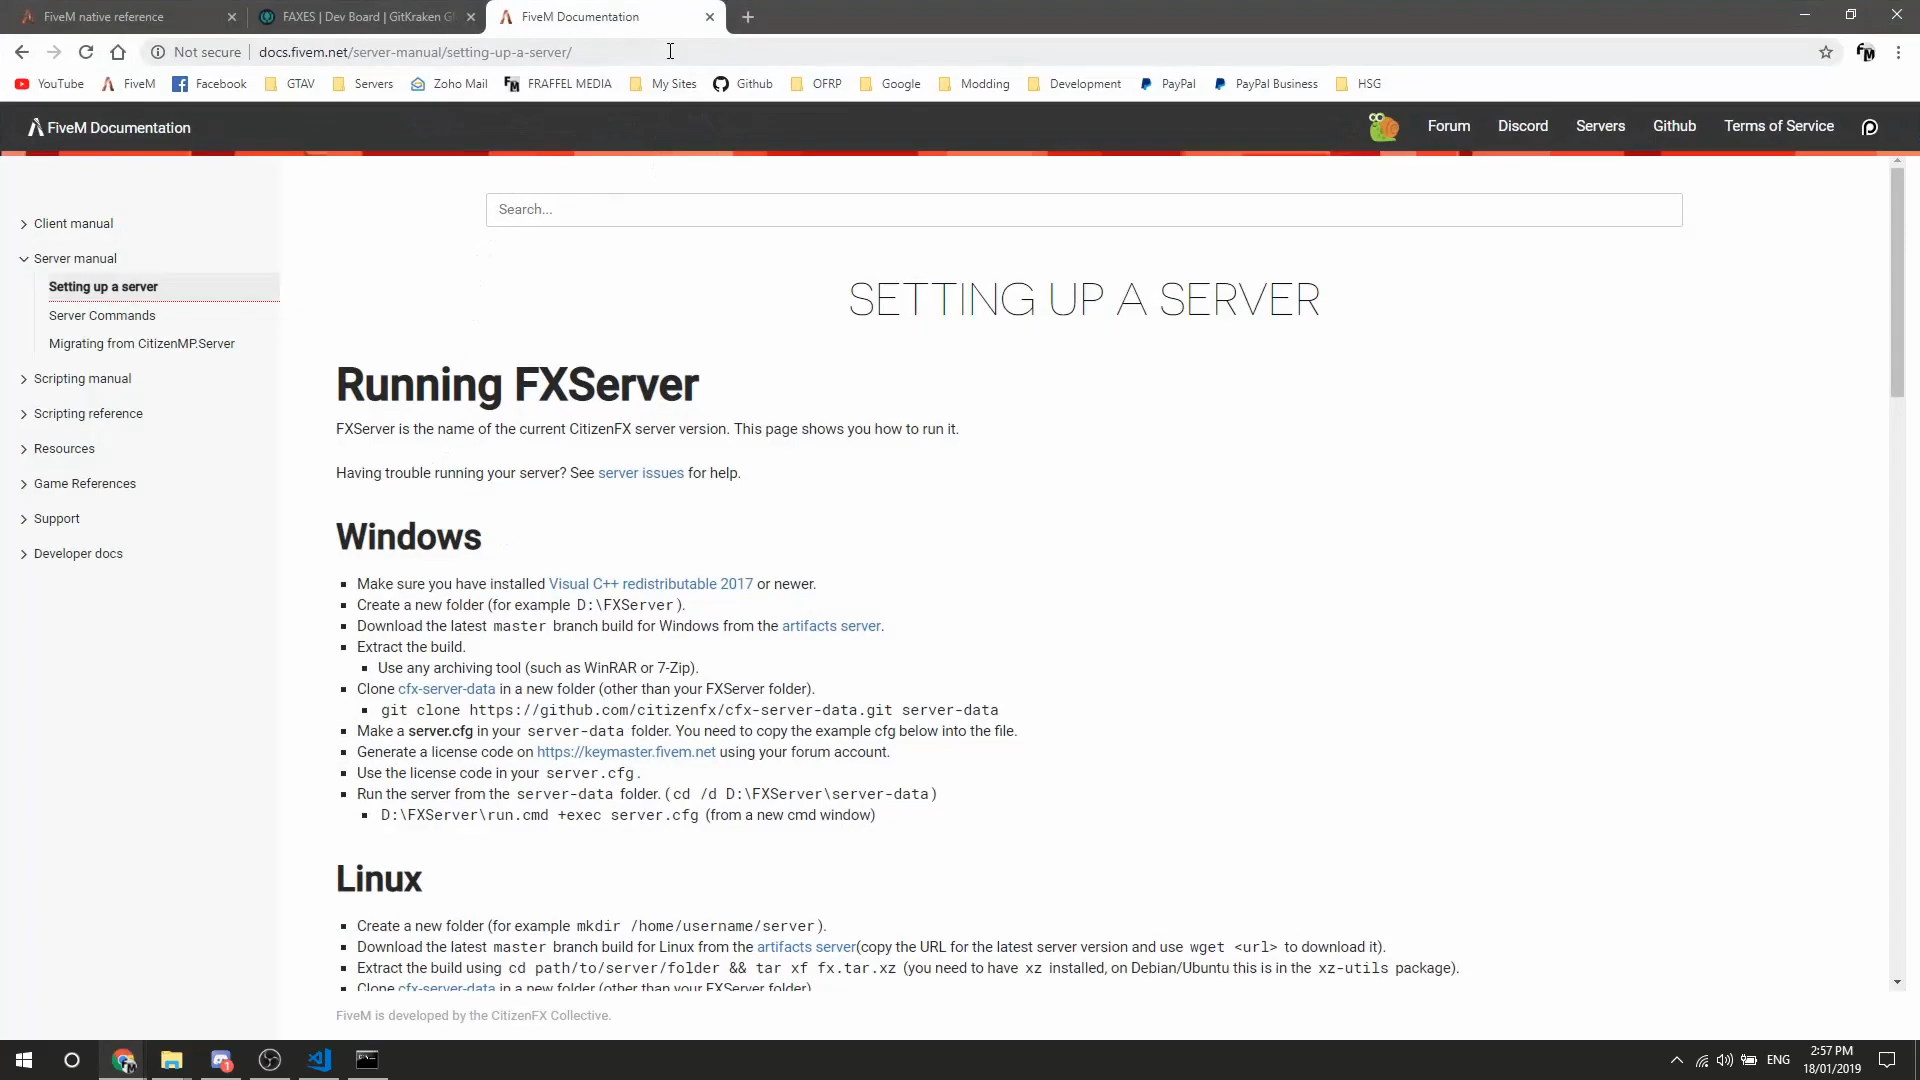 FiveM native reference
FAXES | Dev Board | GitKraken G
FiveM Documentation
Not secure
docs.fivem.net/server-manual/setting-up-a-server/
YouTube
FiveM
Facebook
GTAV
Servers
Zoho Mail
FRAFFEL MEDIA
My Sites
Github
OFRP
Google
Modding
Development
PayPal
PayPal Business
HSG
FiveM Documentation
Forum
Discord
Servers
Github
Terms of Service
Client manual
Server manual
Setting up a server
Server Commands
Migrating from CitizenMP.Server
Scripting manual
Scripting reference
Resources
Game References
Support
Developer docs
Search...
SETTING UP A SERVER
Running FXServer
FXServer is the name of the current CitizenFX server version. This page shows you how to run it.
Having trouble running your server? See server issues for help.
Windows
Make sure you have installed Visual C++ redistributable 2017 or newer.
Create a new folder (for example D:\FXServer).
Download the latest master branch build for Windows from the artifacts server.
Extract the build.
Use any archiving tool (such as WinRAR or 7-Zip).
Clone cfx-server-data in a new folder (other than your FXServer folder).
git clone https://github.com/citizenfx/cfx-server-data.git server-data
Make a server.cfg in your server-data folder. You need to copy the example cfg below into the file.
Generate a license code on https://keymaster.fivem.net using your forum account.
Use the license code in your server.cfg.
Run the server from the server-data folder. (cd /d D:\FXServer\server-data)
D:\FXServer\run.cmd +exec server.cfg (from a new cmd window)
Linux
Create a new folder (for example mkdir /home/username/server).
Download the latest master branch build for Linux from the artifacts server(copy the URL for the latest server version and use wget <url> to download it).
Extract the build using cd path/to/server/folder && tar xf fx.tar.xz (you need to have xz installed, on Debian/Ubuntu this is in the xz-utils package).
Clone cfx-server-data in a new folder (other than your FXServer folder)
FiveM is developed by the CitizenFX Collective.
ENG
2:57 PM
18/01/2019